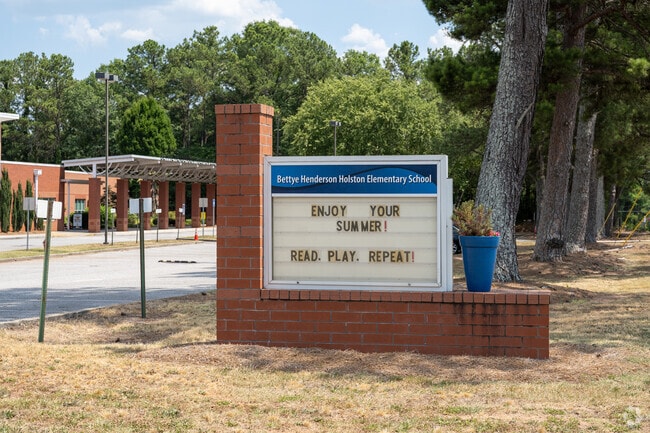 Bettye Henderson Holston Elementary School
ENJOY YOUR
SUMMER!
READ. PLAY. REPEAT!